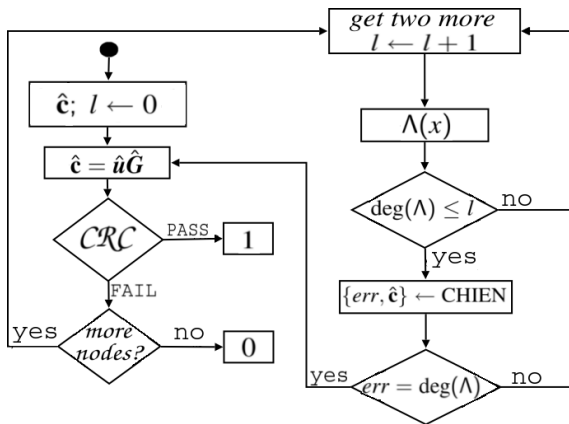 get two more
l ← l + 1
ĉ; l ← 0
Λ(x)
ĉ = ûĜ
deg(Λ) ≤ l
no
CRC
PASS
1
yes
FAIL
{err, ĉ} ← CHIEN
yes
more
nodes?
no
0
yes
err = deg(Λ)
no